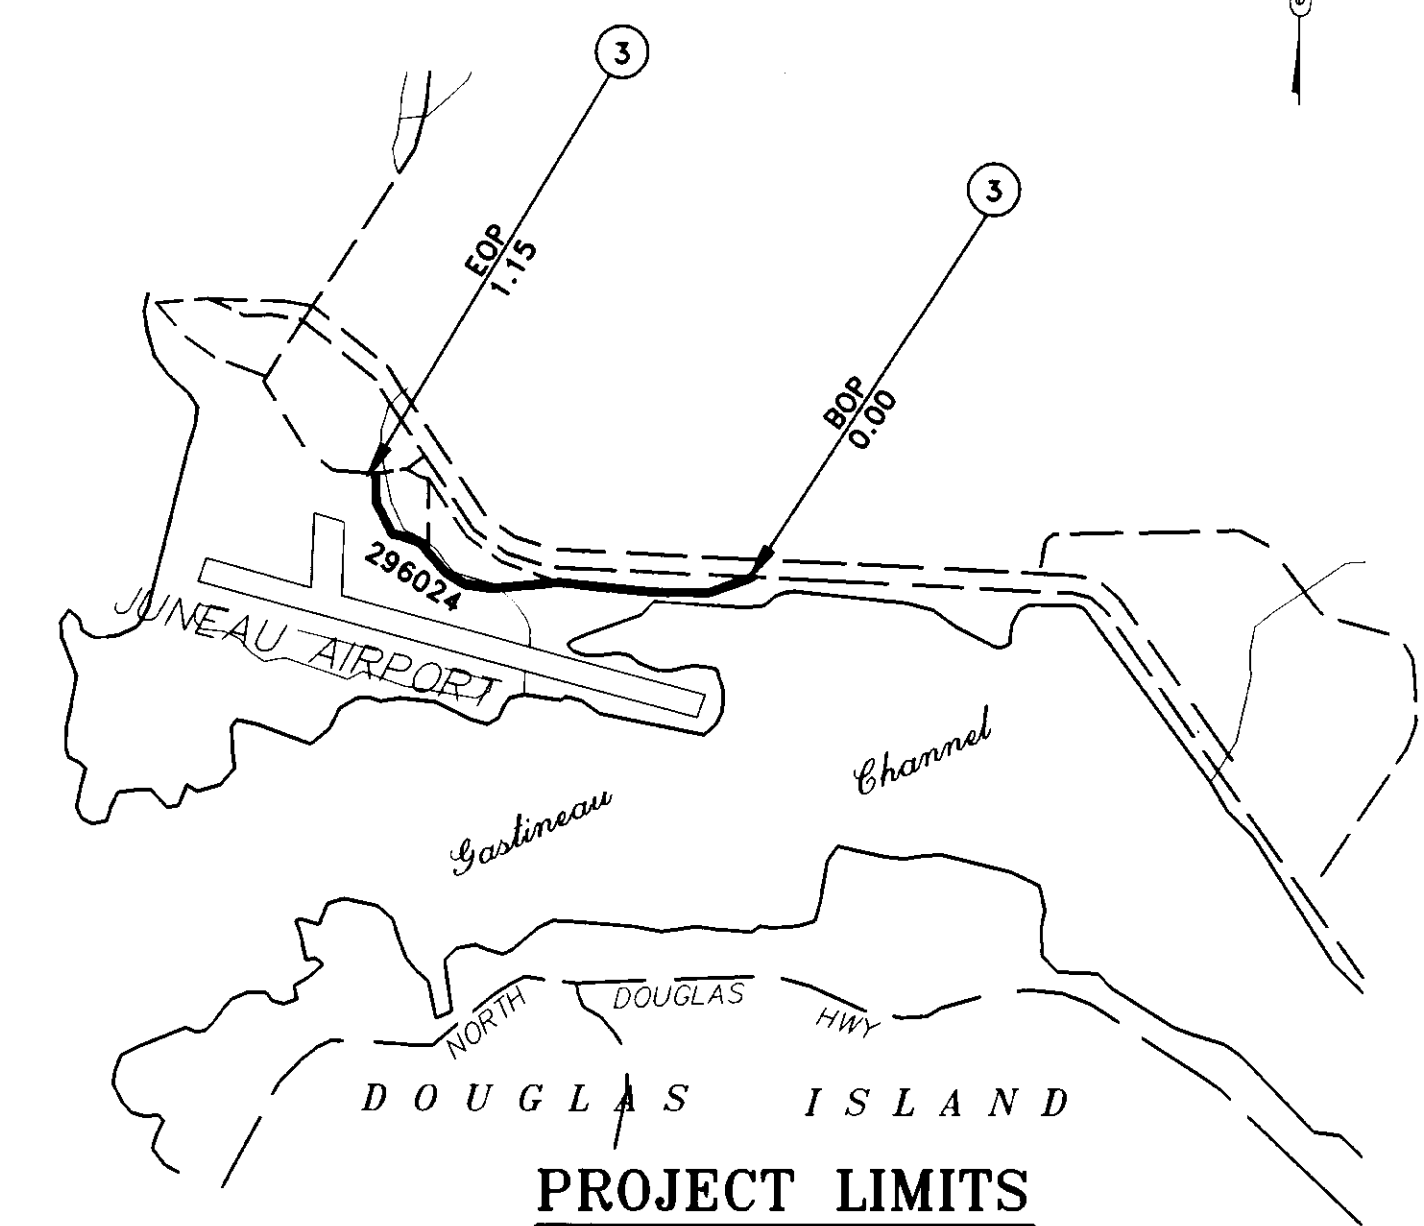 3
3
EOP
1.15
BOP
0.00
296024
JUNEAU AIRPORT
Channel
Gastineau
NORTH DOUGLAS HWY
DOUGLAS ISLAND
PROJECT LIMITS